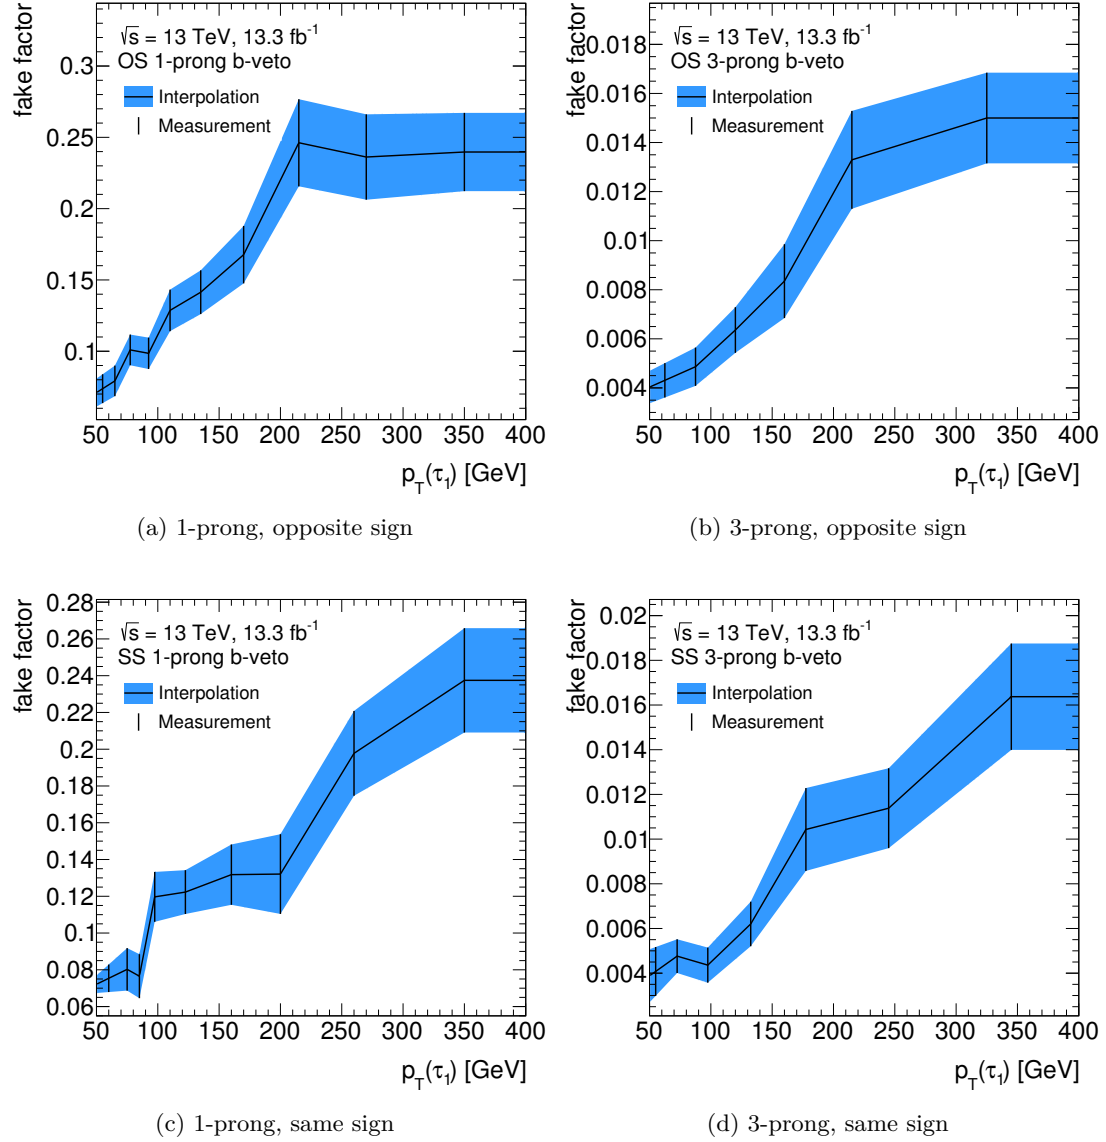 fake factor
√s = 13 TeV, 13.3 fb⁻¹
OS 1-prong b-veto
Interpolation
Measurement
0.3
0.25
0.2
0.15
0.1
50 100 150 200 250 300 350 400
p_T(τ₁) [GeV]
(a) 1-prong, opposite sign
fake factor
√s = 13 TeV, 13.3 fb⁻¹
OS 3-prong b-veto
Interpolation
Measurement
0.018
0.016
0.014
0.012
0.01
0.008
0.006
0.004
50 100 150 200 250 300 350 400
p_T(τ₁) [GeV]
(b) 3-prong, opposite sign
fake factor
√s = 13 TeV, 13.3 fb⁻¹
SS 1-prong b-veto
Interpolation
Measurement
0.28
0.26
0.24
0.22
0.2
0.18
0.16
0.14
0.12
0.1
0.08
0.06
50 100 150 200 250 300 350 400
p_T(τ₁) [GeV]
(c) 1-prong, same sign
fake factor
√s = 13 TeV, 13.3 fb⁻¹
SS 3-prong b-veto
Interpolation
Measurement
0.02
0.018
0.016
0.014
0.012
0.01
0.008
0.006
0.004
50 100 150 200 250 300 350 400
p_T(τ₁) [GeV]
(d) 3-prong, same sign